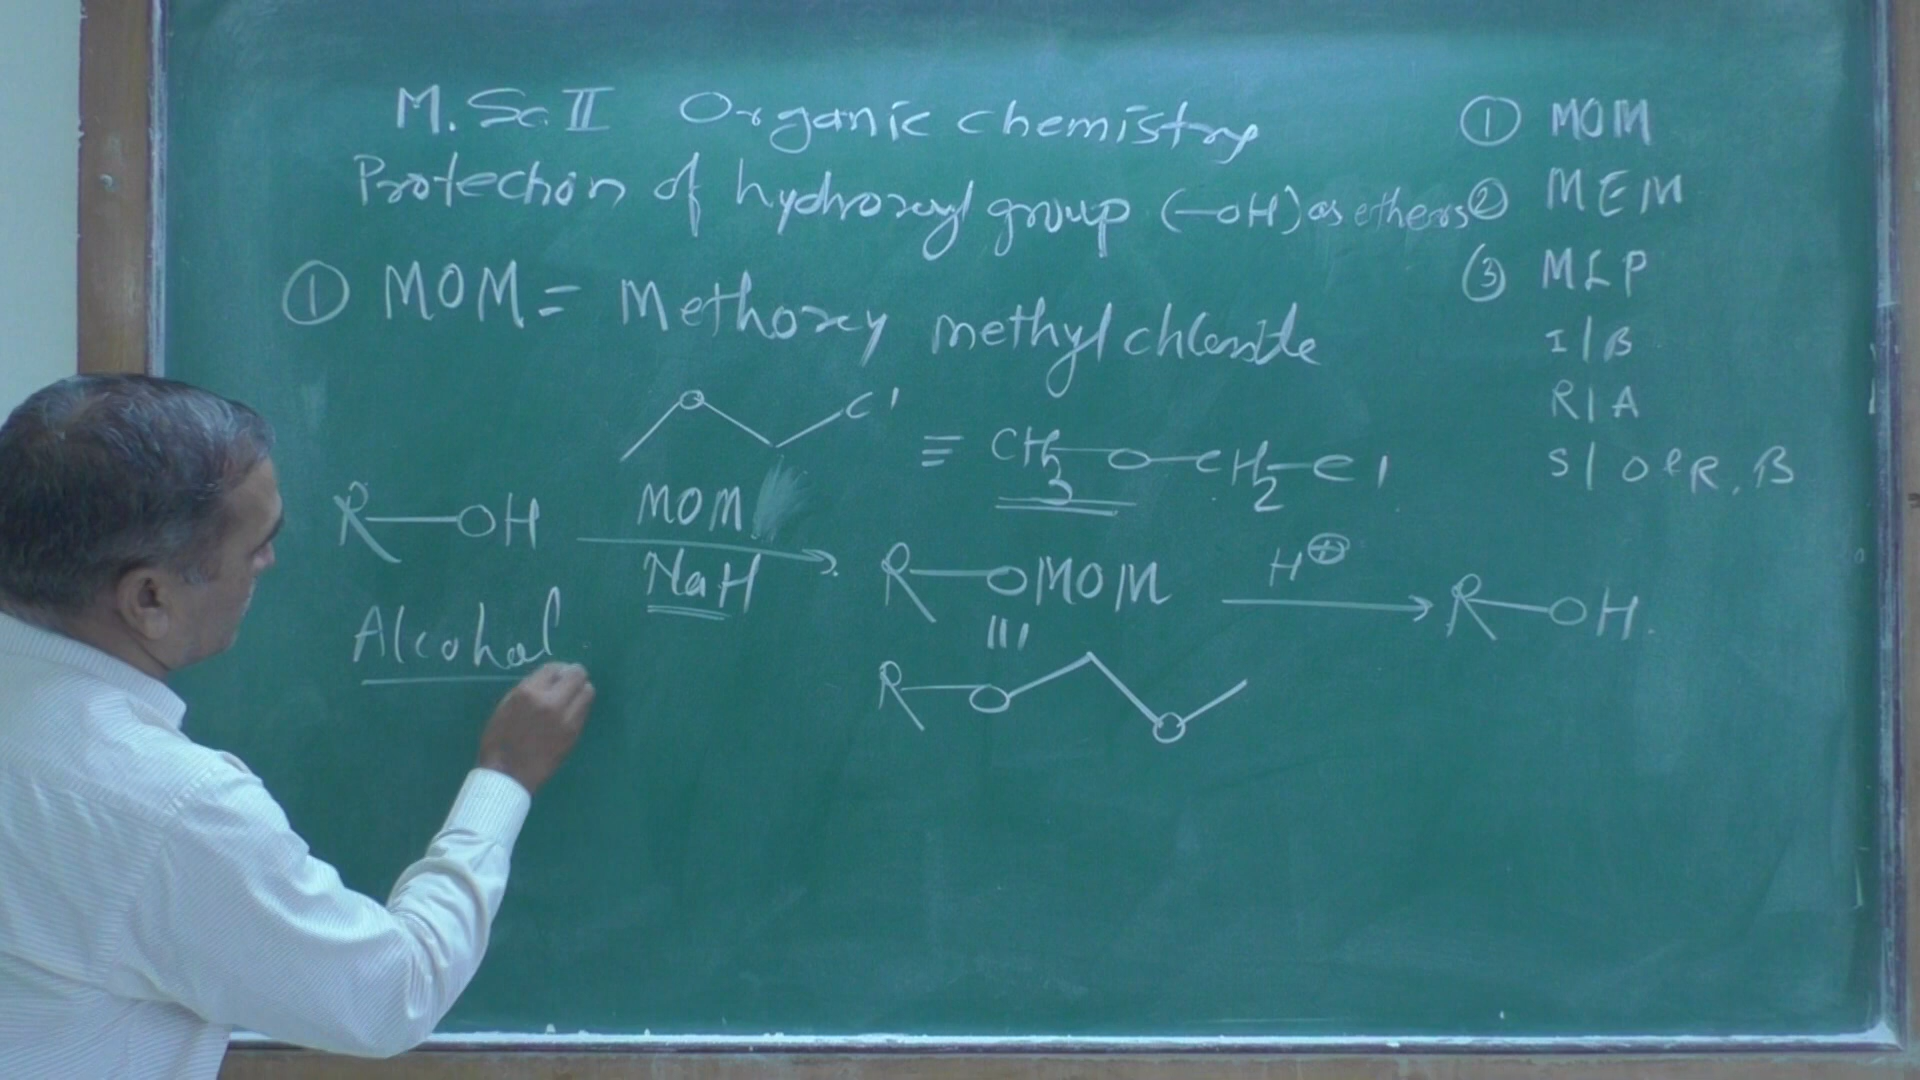 M.Sc.II Organic chemistry
Protection of hydroxyl group (-OH) as ethers
① MOM = Methoxy methyl chloride
O Cl
≡ CH3-O-CH2-Cl
R-OH
MOM
NaH
R-OMOM
H⊕
R-OH.
Alcohol
|||
R-O O
① MOM
② MEM
③ MLP
I/B
R/A
S/O l R, B